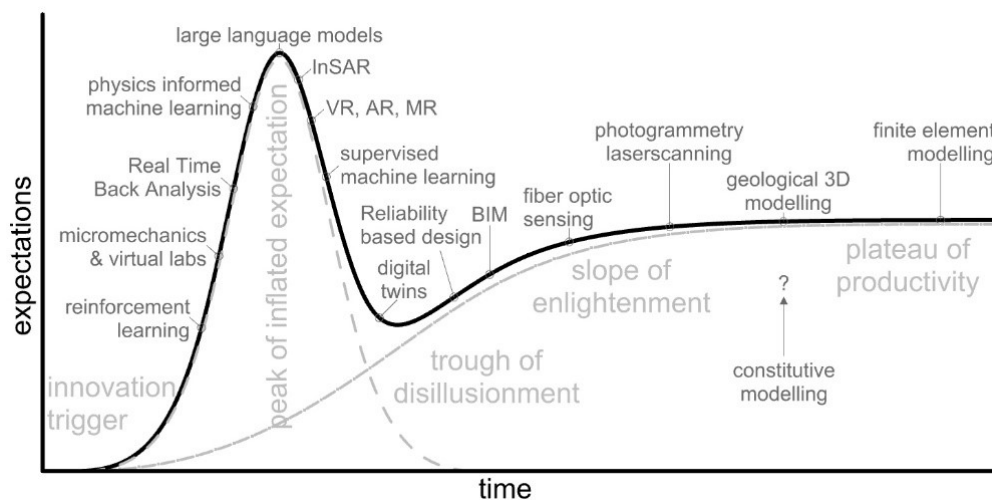 large language models
InSAR
physics informed
machine learning
VR, AR, MR
photogrammetry
laserscanning
finite element
modelling
supervised
machine learning
Real Time
Back Analysis
geological 3D
modelling
fiber optic
sensing
Reliability
based design
BIM
micromechanics
& virtual labs
digital
twins
reinforcement
learning
peak of inflated expectation
slope of
enlightenment
plateau of
productivity
?
trough of
disillusionment
constitutive
modelling
innovation
trigger
expectations
time